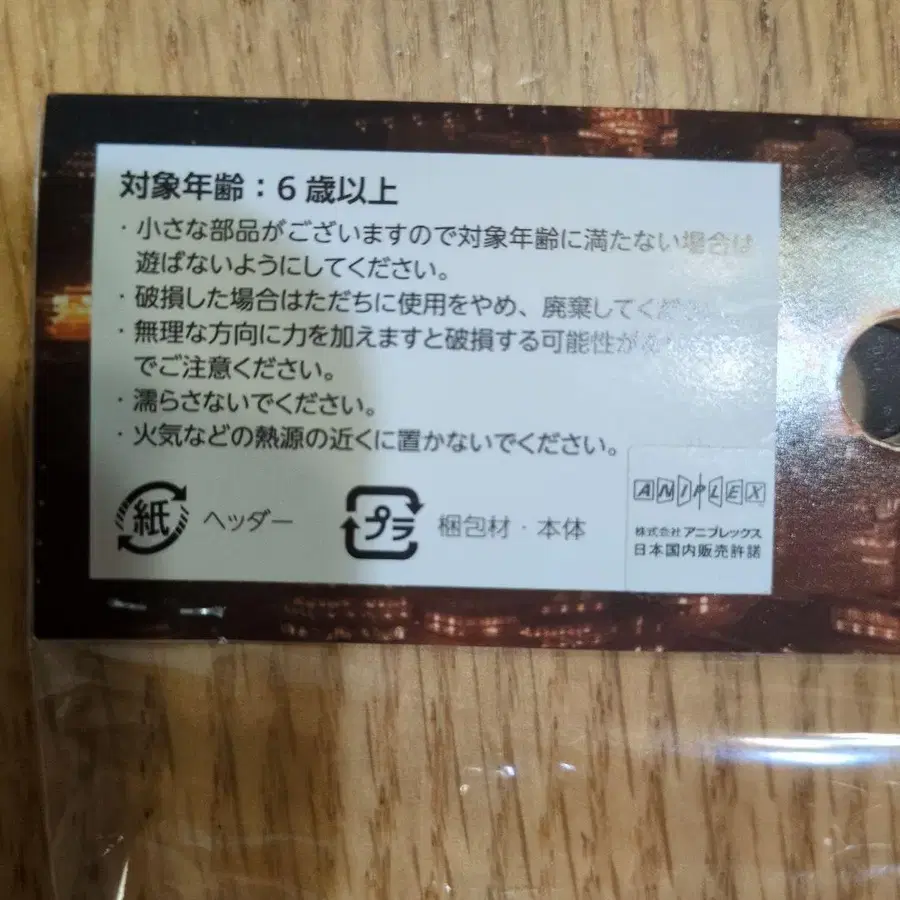 対象年齢：6歳以上
・小さな部品がございますので対象年齢に満たない場合は
遊ばないようにしてください。
・破損した場合はただちに使用をやめ、廃棄してく
・無理な方向に力を加えますと破損する可能性が
でご注意ください。
・濡らさないでください。
・火気などの熱源の近くに置かないでください。
紙 ヘッダー プラ 梱包材・本体
ANIPLEX
株式会社アニプレックス
日本国内販売許諾